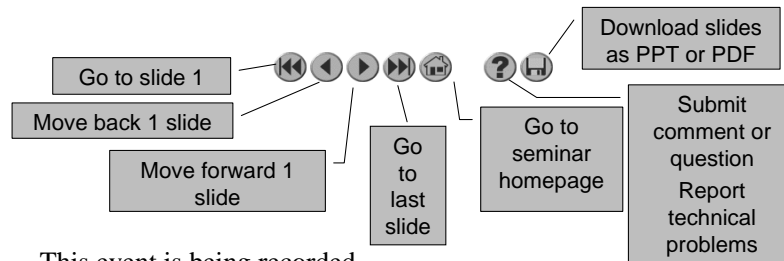 Download slides
as PPT or PDF
Go to slide 1
Move back 1 slide
Move forward 1
slide
Go
to
last
slide
Go to
seminar
homepage
?
Submit
comment or
question
Report
technical
problems
This event is being recorded